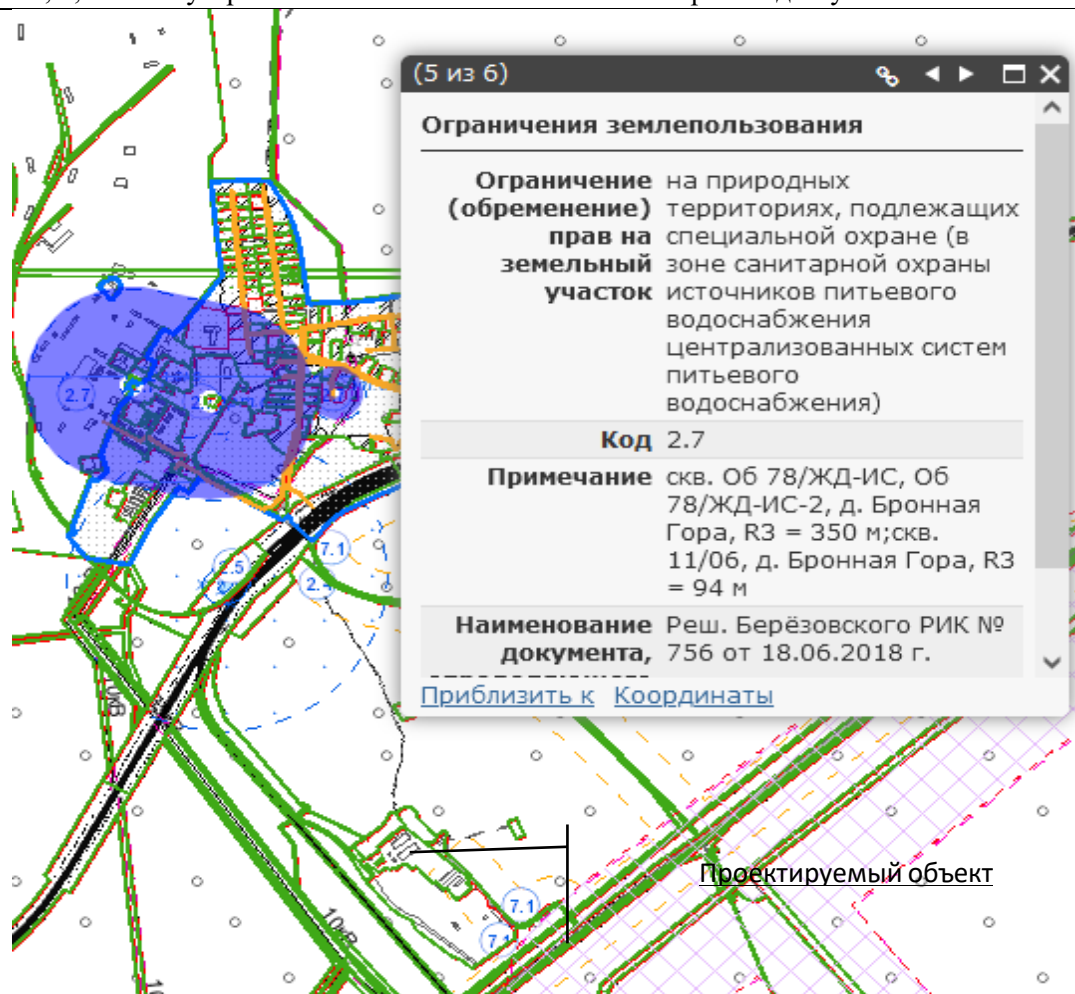 (5 из 6)
Ограничения землепользования
Ограничение на природных
(обременение) территориях, подлежащих
прав на специальной охране (в
земельный зоне санитарной охраны
участок источников питьевого
водоснабжения
централизованных систем
питьевого
водоснабжения)
Код 2.7
Примечание скв. Об 78/ЖД-ИС, Об
78/ЖД-ИС-2, д. Бронная
Гора, R3 = 350 м;скв.
11/06, д. Бронная Гора, R3
= 94 м
Наименование Реш. Берёзовского РИК №
документа, 756 от 18.06.2018 г.
Приблизить к Координаты
2.7
7.1
2.5
10кВ
Проектируемый объект
7.1
7.1
10кВ